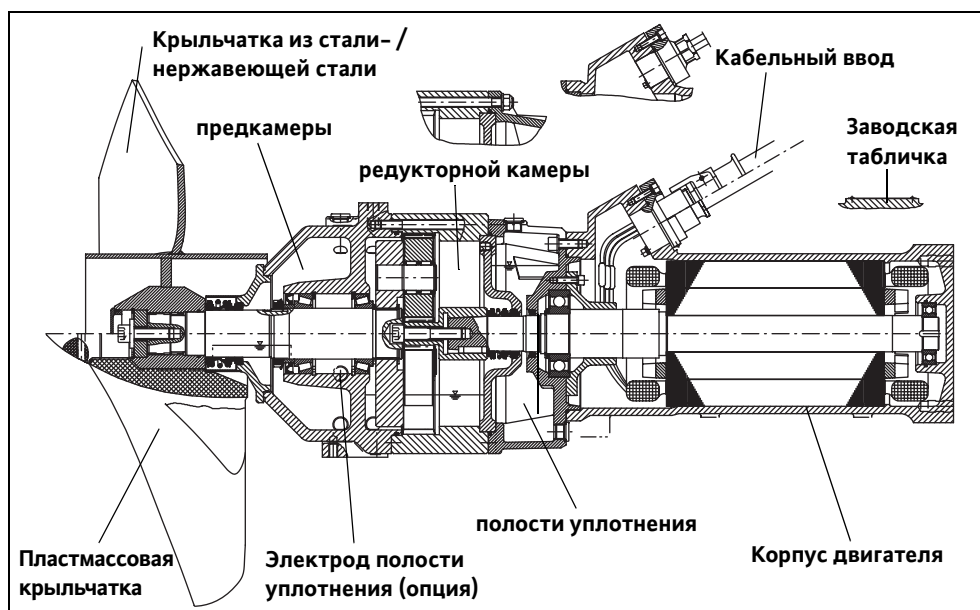 Крыльчатка из стали- /
нержавеющей стали
Кабельный ввод
предкамеры
Заводская
табличка
редукторной камеры
полости уплотнения
Пластмассовая
крыльчатка
Электрод полости
уплотнения (опция)
Корпус двигателя